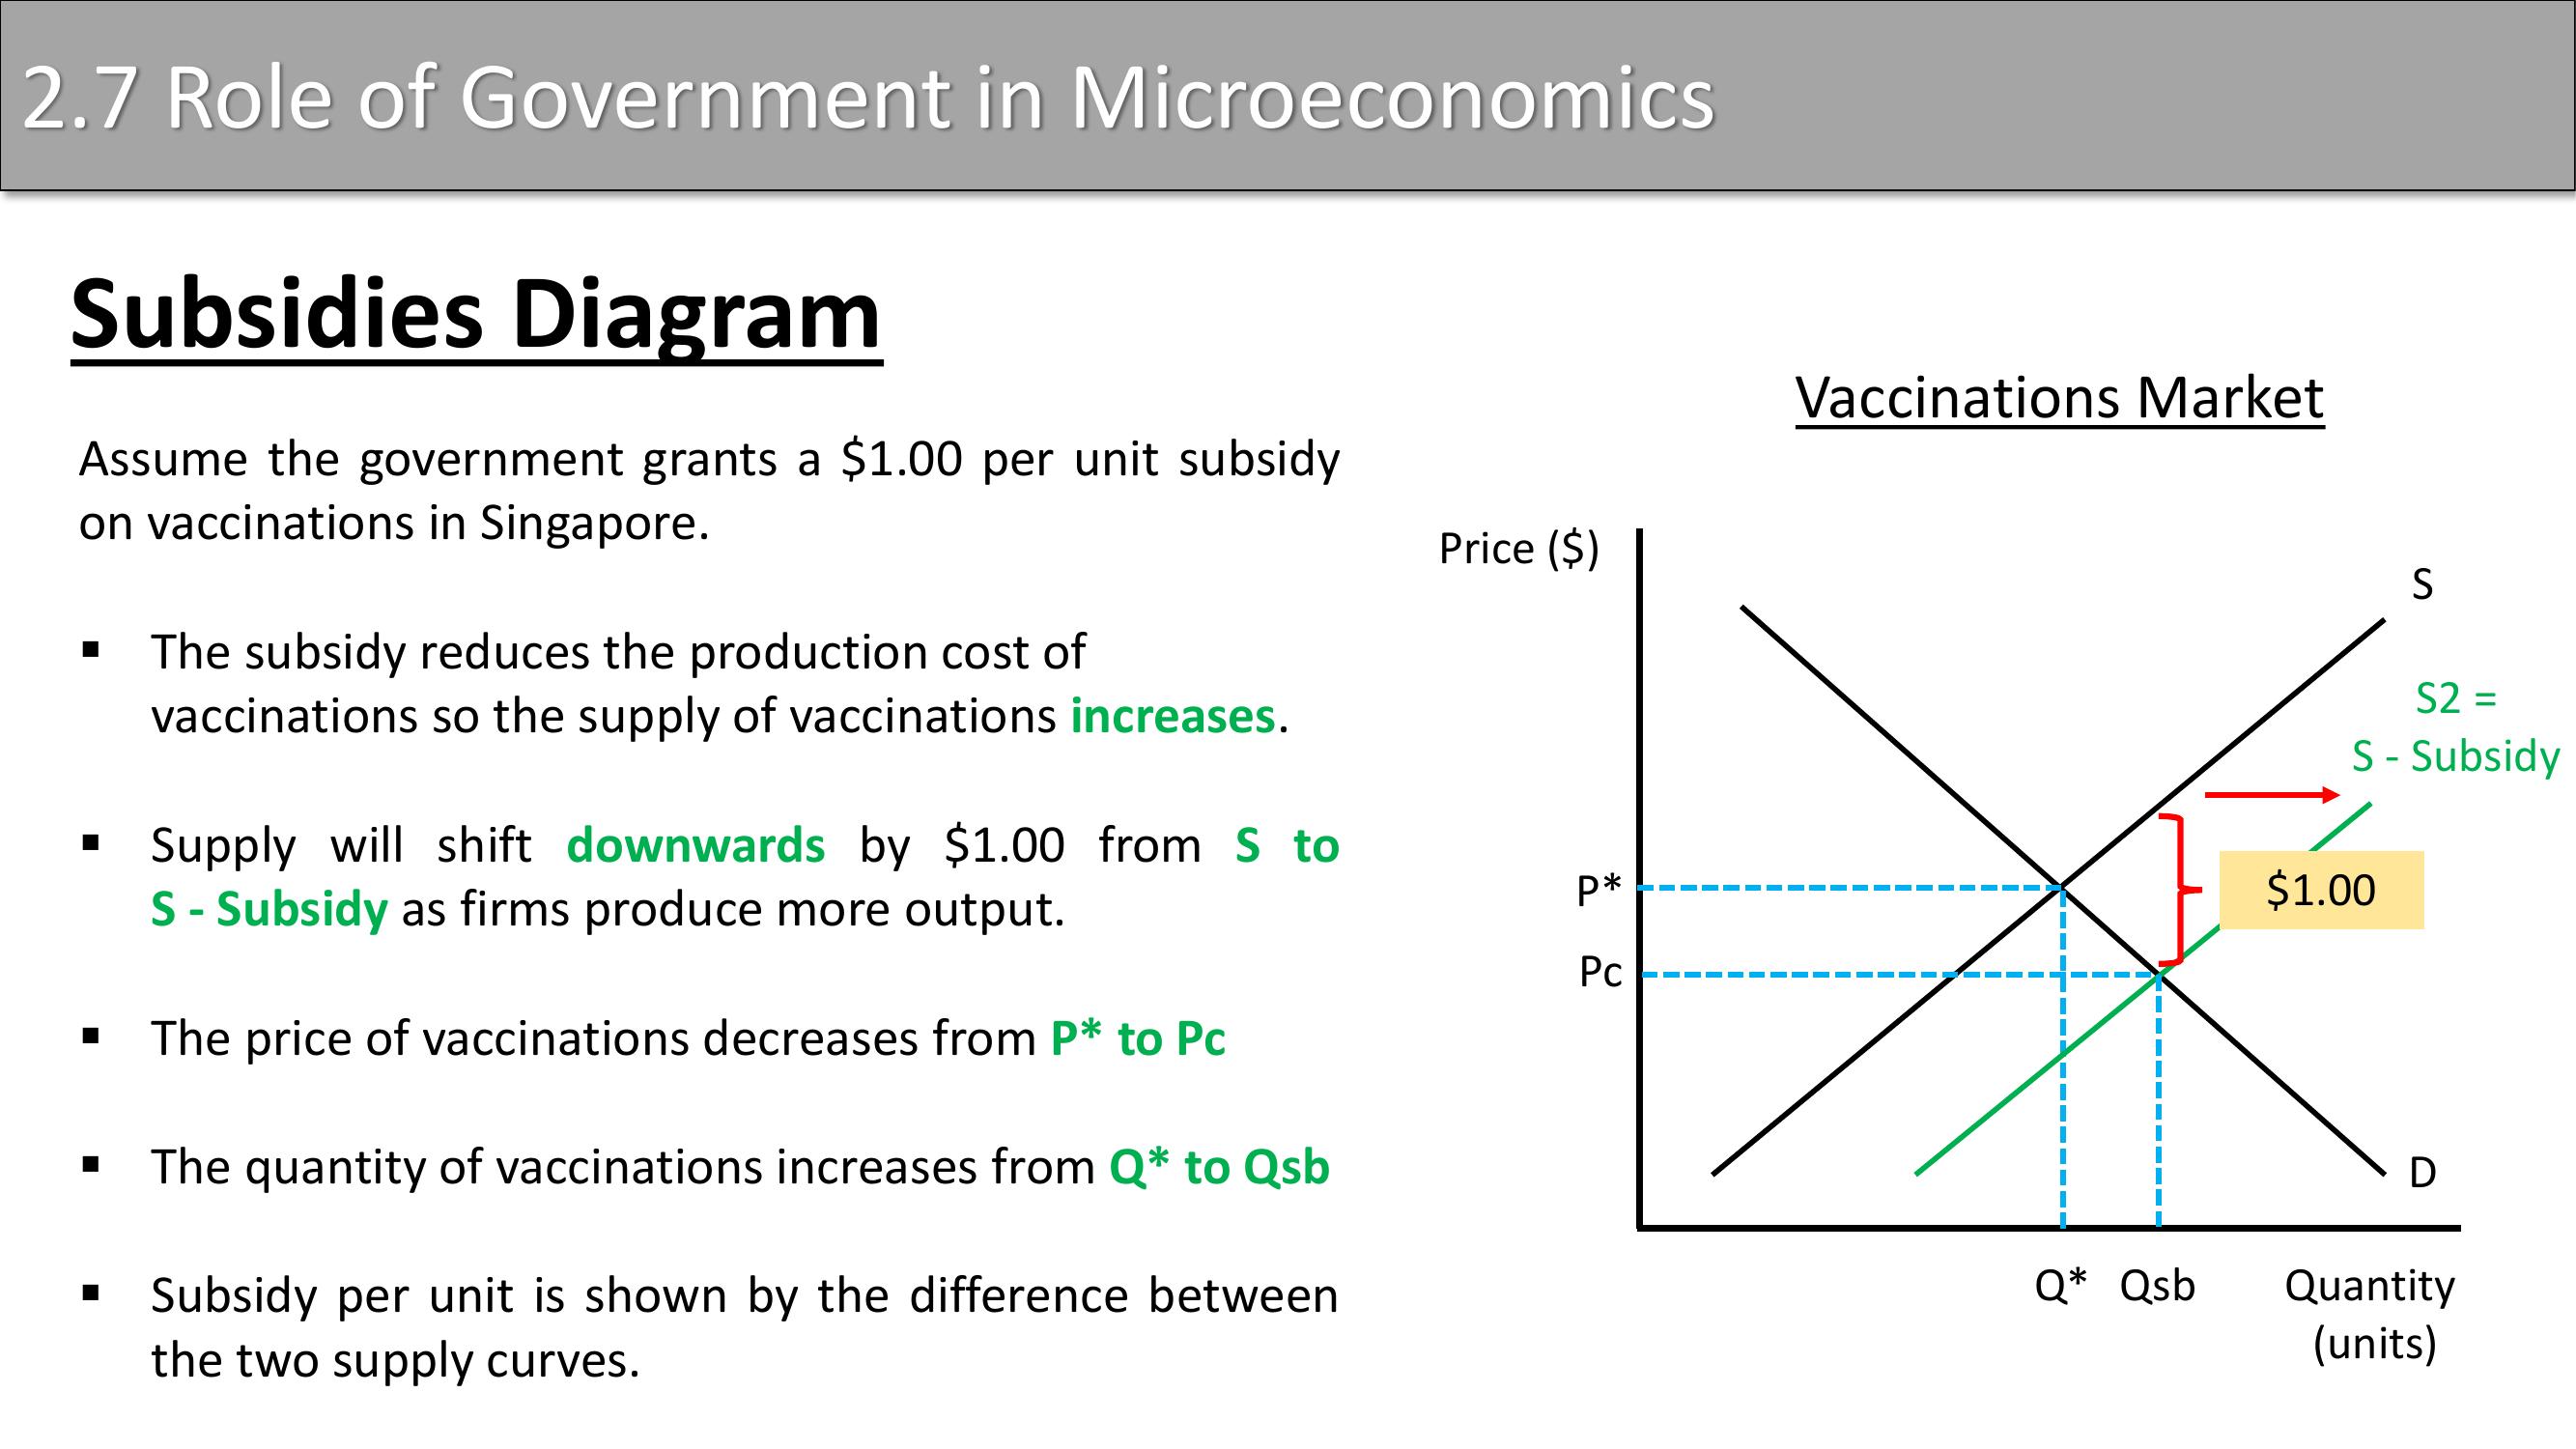 2.7 Role of Government in Microeconomics
Subsidies Diagram
Assume the government grants a $1.00 per unit subsidy
on vaccinations in Singapore.
▪ The subsidy reduces the production cost of
vaccinations so the supply of vaccinations increases.
▪ Supply will shift downwards by $1.00 from S to
S - Subsidy as firms produce more output.
▪ The price of vaccinations decreases from P* to Pc
▪ The quantity of vaccinations increases from Q* to Qsb
▪ Subsidy per unit is shown by the difference between
the two supply curves.
Vaccinations Market
Price ($)
S
S2 =
S - Subsidy
$1.00
P*
Pc
D
Q* Qsb Quantity
(units)